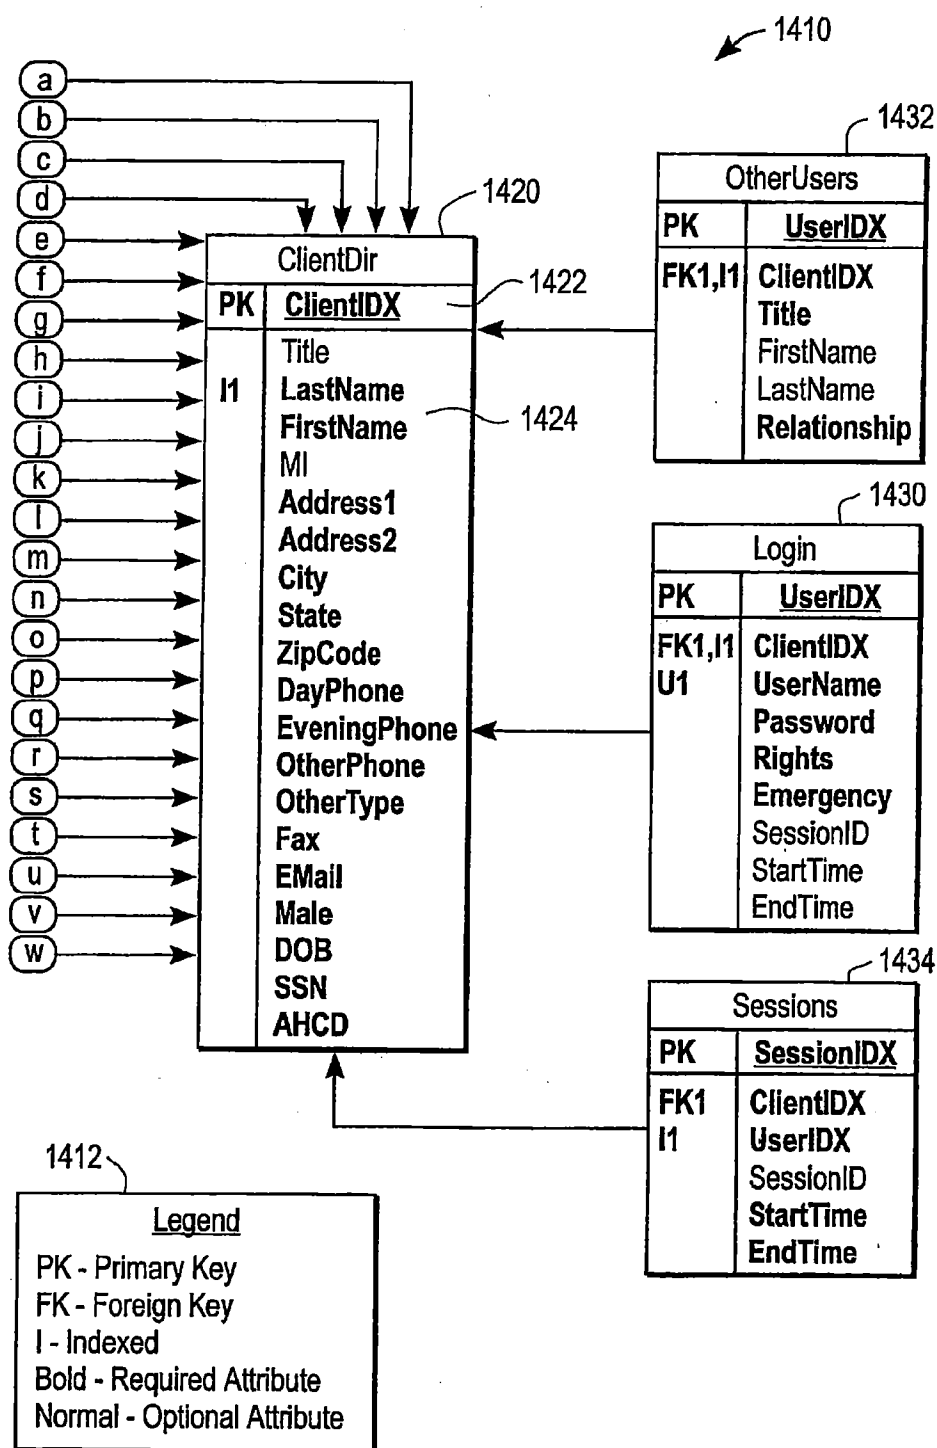 1410
a
b
c
d
e
f
g
h
i
j
k
l
m
n
o
p
q
r
s
t
u
v
w
1420
ClientDir
PK ClientIDX
1422
Title
I1 LastName
1424
FirstName
MI
Address1
Address2
City
State
ZipCode
DayPhone
EveningPhone
OtherPhone
OtherType
Fax
EMail
Male
DOB
SSN
AHCD
1432
OtherUsers
PK UserIDX
FK1,I1 ClientIDX
Title
FirstName
LastName
Relationship
1430
Login
PK UserIDX
FK1,I1 ClientIDX
U1 UserName
Password
Rights
Emergency
SessionID
StartTime
EndTime
1434
Sessions
PK SessionIDX
FK1 ClientIDX
I1 UserIDX
SessionID
StartTime
EndTime
1412
Legend
PK - Primary Key
FK - Foreign Key
I - Indexed
Bold - Required Attribute
Normal - Optional Attribute